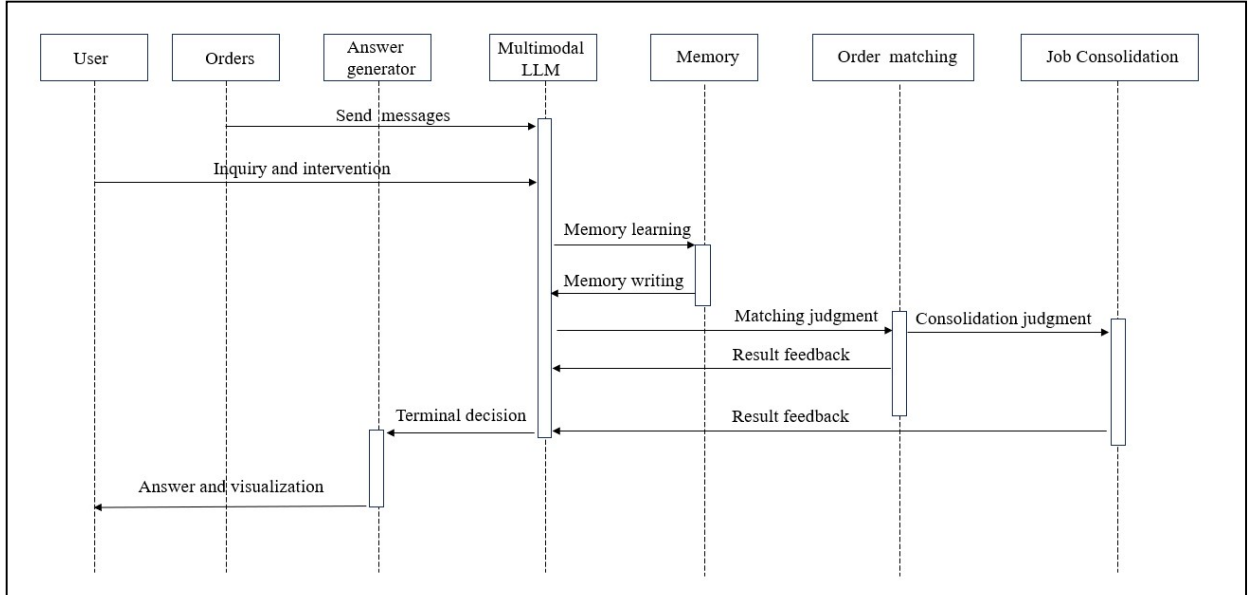 User
Orders
Answer
generator
Multimodal
LLM
Memory
Order matching
Job Consolidation
Send messages
Inquiry and intervention
Memory learning
Memory writing
Matching judgment
Consolidation judgment
Result feedback
Terminal decision
Result feedback
Answer and visualization